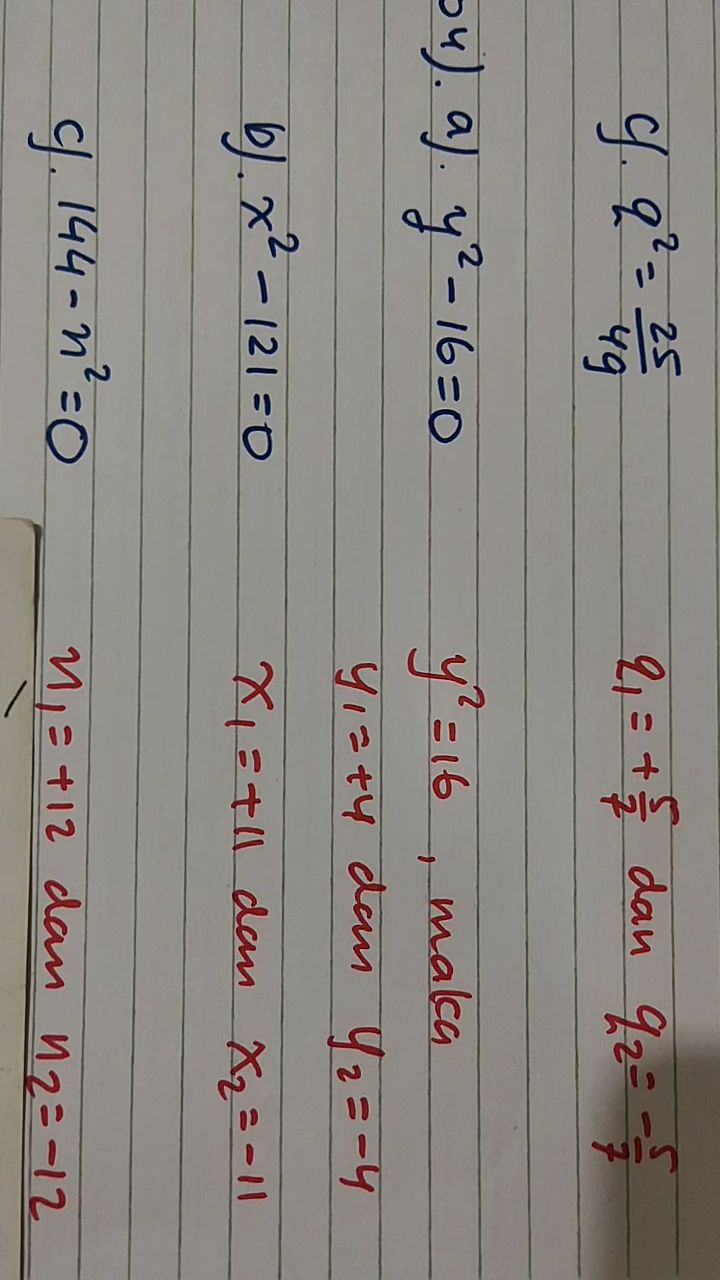 c). q² = 25/49 q₁ = + 5/7 dan q₂ = - 5/7
04). a). y² - 16 = 0 y² = 16 , maka
y₁ = +4 dan y₂ = -4
b). x² - 121 = 0 x₁ = +11 dan x₂ = -11
c). 144 - n² = 0 n₁ = +12 dan n₂ = -12